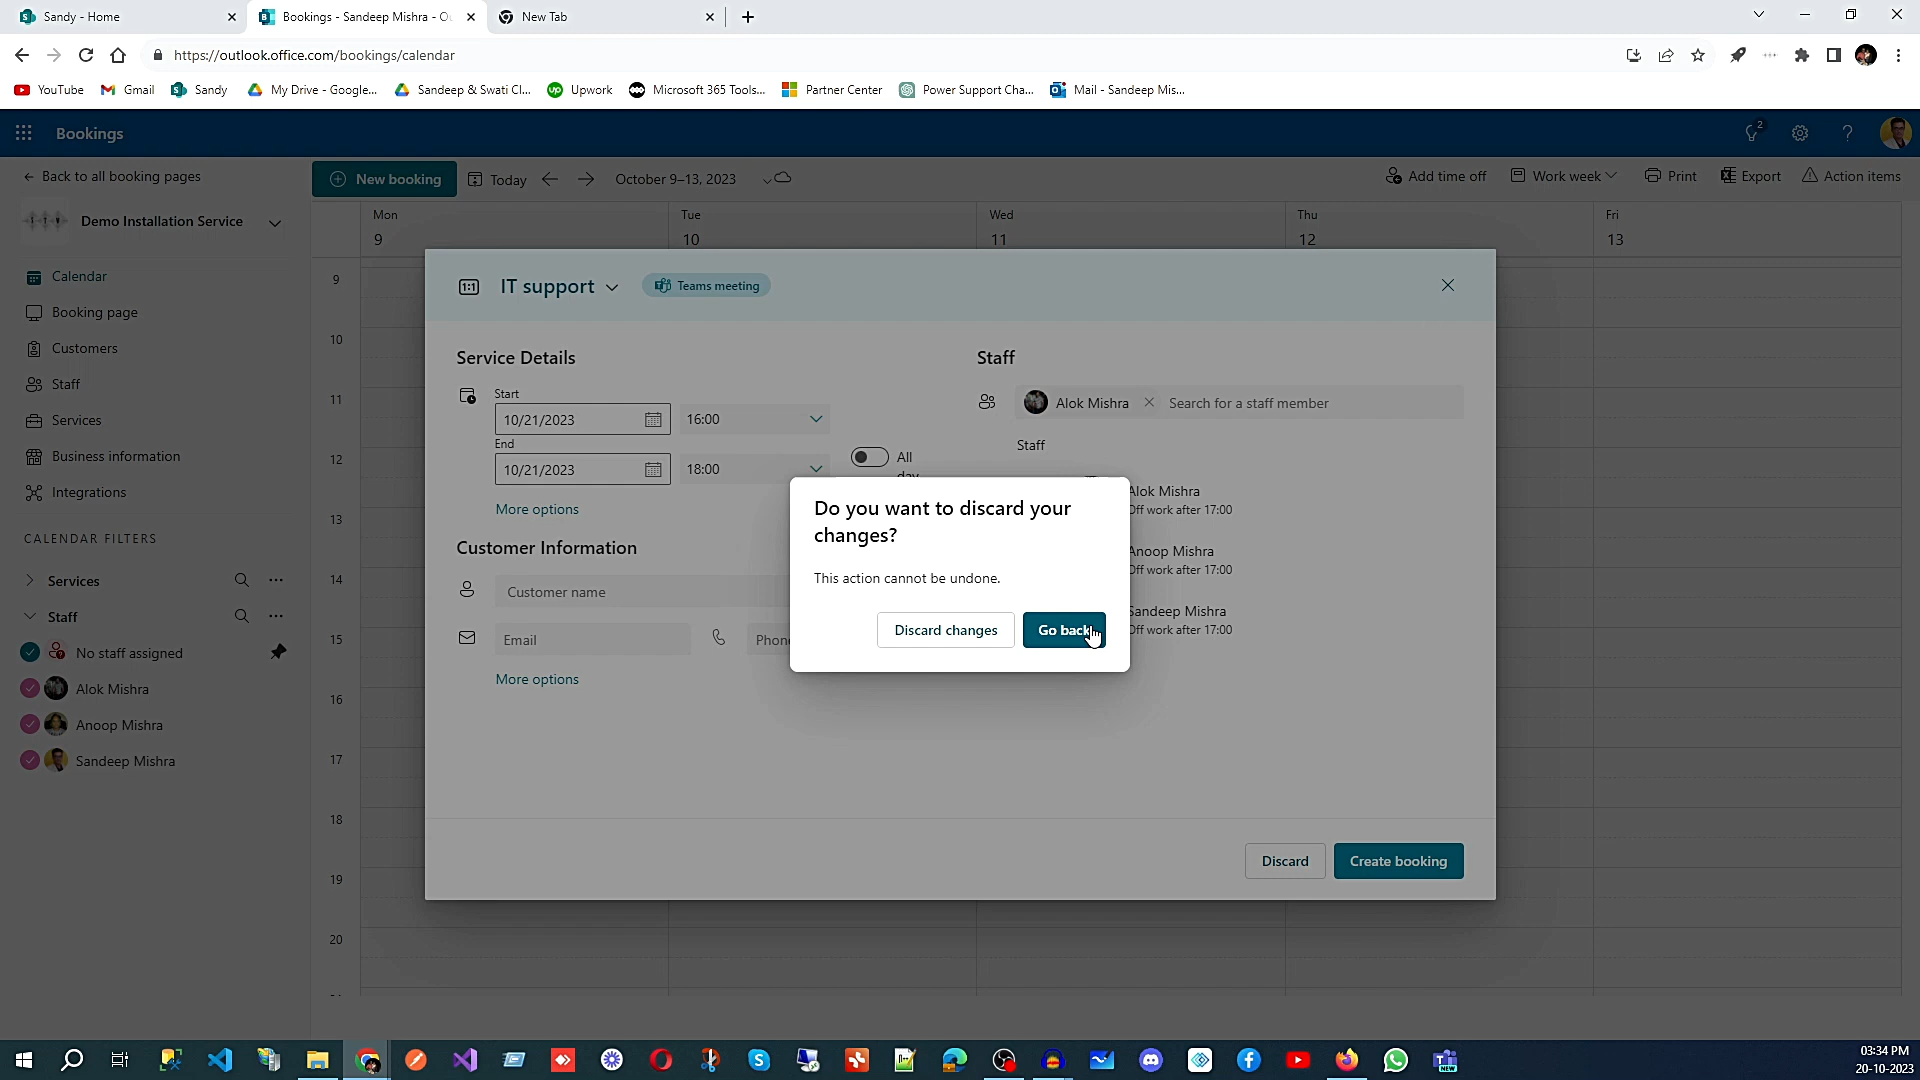 Sandy - Home
Bookings - Sandeep Mishra - Ou
New Tab
https://outlook.office.com/bookings/calendar
YouTube
Gmail
Sandy
My Drive - Google...
Sandeep & Swati Cl...
Upwork
Microsoft 365 Tools...
Partner Center
Power Support Cha...
Mail - Sandeep Mis...
Bookings
2
Back to all booking pages
New booking
Today
October 9–13, 2023
Add time off
Work week
Print
Export
Action items
Demo Installation Service
Mon
Tue
Wed
Thu
Fri
9
10
11
12
13
Calendar
Booking page
Customers
Staff
Services
Business information
Integrations
CALENDAR FILTERS
Services
Staff
No staff assigned
Alok Mishra
Anoop Mishra
Sandeep Mishra
9
10
11
12
13
14
15
16
17
18
19
20
1:1
IT support
Teams meeting
Service Details
Start
10/21/2023
16:00
End
10/21/2023
18:00
All
day
More options
Customer Information
Customer name
Email
Phon
More options
Staff
Alok Mishra
Search for a staff member
Staff
Alok Mishra
Off work after 17:00
Anoop Mishra
Off work after 17:00
Sandeep Mishra
Off work after 17:00
Do you want to discard your
changes?
This action cannot be undone.
Discard changes
Go back
Discard
Create booking
03:34 PM
20-10-2023